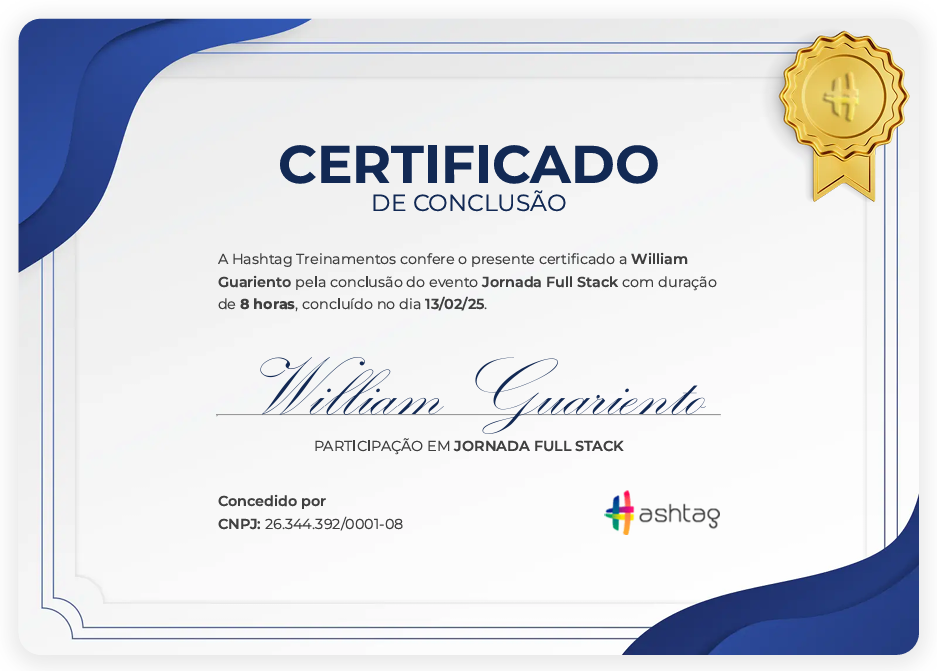 CERTIFICADO
DE CONCLUSÃO
A Hashtag Treinamentos confere o presente certificado a William
Guariento pela conclusão do evento Jornada Full Stack com duração
de 8 horas, concluído no dia 13/02/25.
William Guariento
PARTICIPAÇÃO EM JORNADA FULL STACK
Concedido por
CNPJ: 26.344.392/0001-08
ashtag